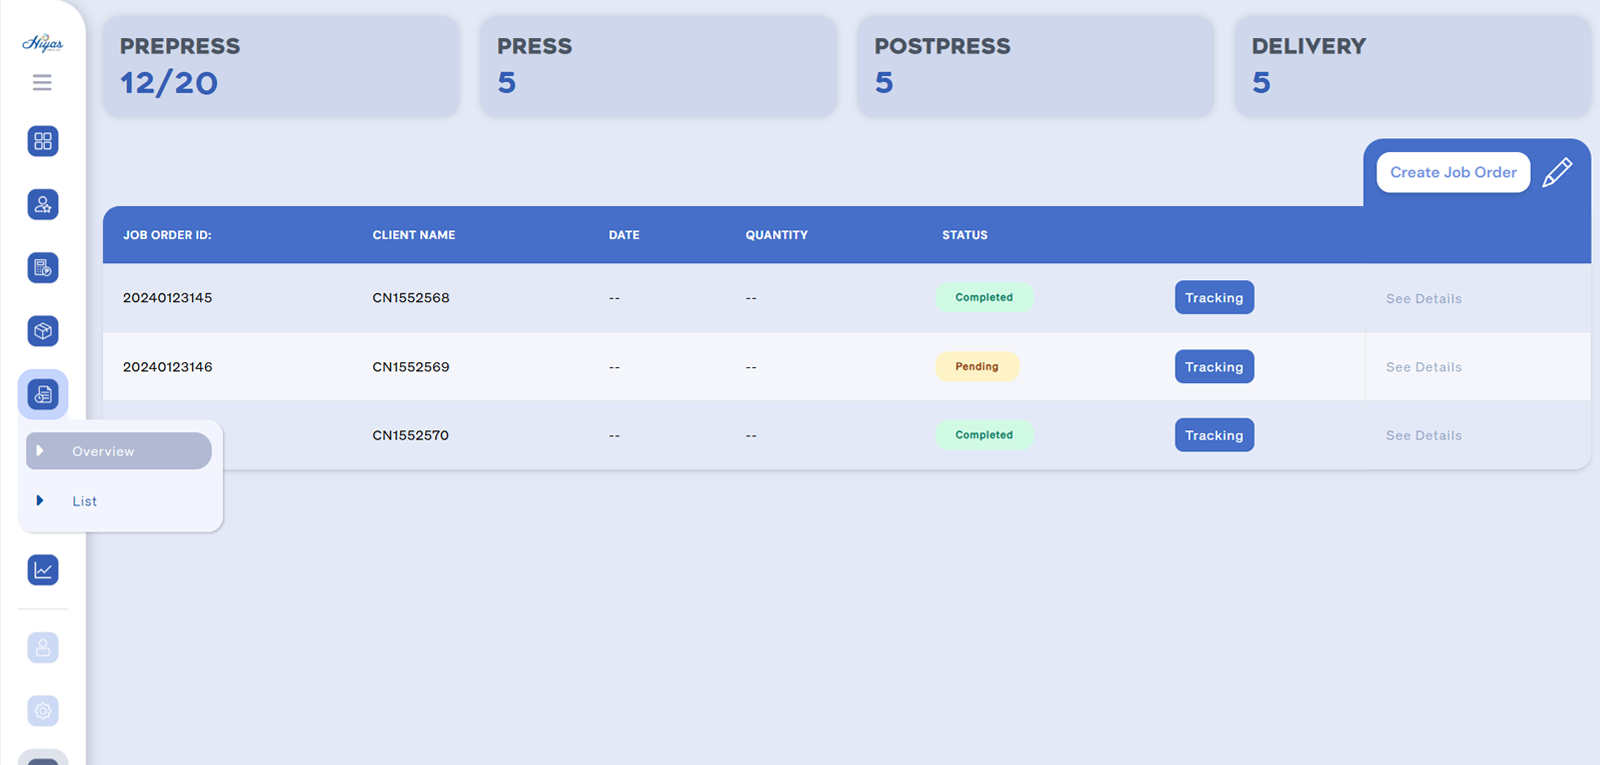 Hiyas
PREPRESS
12/20
PRESS
5
POSTPRESS
5
DELIVERY
5
Create Job Order
JOB ORDER ID: CLIENT NAME DATE QUANTITY STATUS
20240123145 CN1552568 -- -- Completed Tracking See Details
20240123146 CN1552569 -- -- Pending Tracking See Details
CN1552570 -- -- Completed Tracking See Details
Overview
List